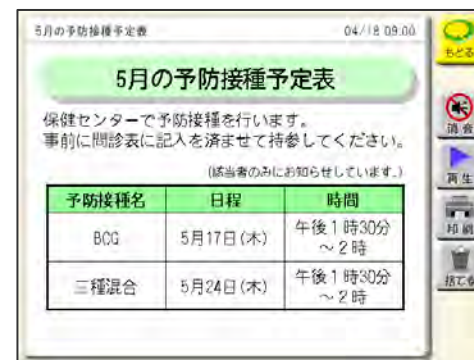 5月の予防接種予定表
04/18 09:00
もどる
5月の予防接種予定表
保健センターで予防接種を行います。
事前に問診表に記入を済ませて持参してください。
(該当者のみにお知らせしています。)
消音
再生
印刷
捨てる
予防接種名 日程 時間
BCG 5月17日(木) 午後1時30分
~2時
三種混合 5月24日(木) 午後1時30分
~2時